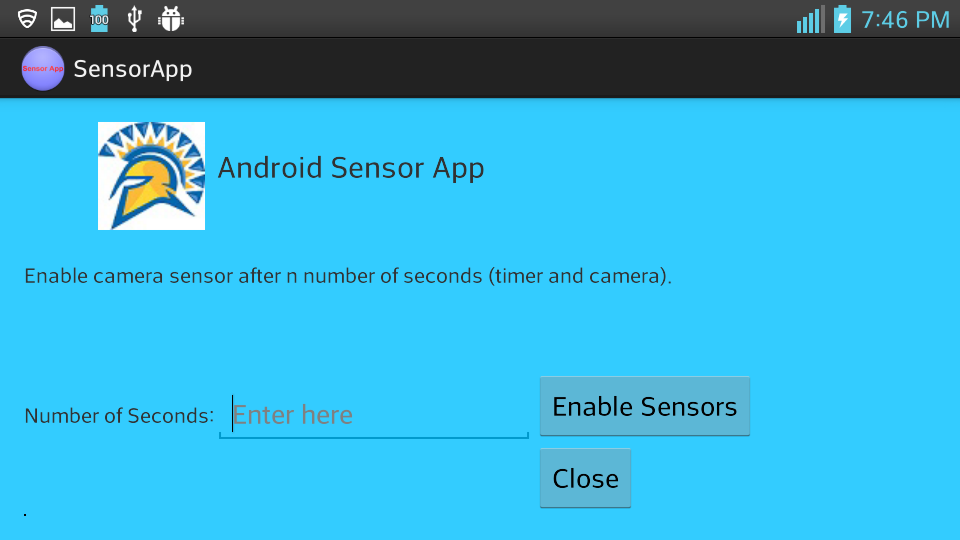 100
7:46 PM
Sensor App
SensorApp
Android Sensor App
Enable camera sensor after n number of seconds (timer and camera).
Number of Seconds:
Enter here
Enable Sensors
Close
.